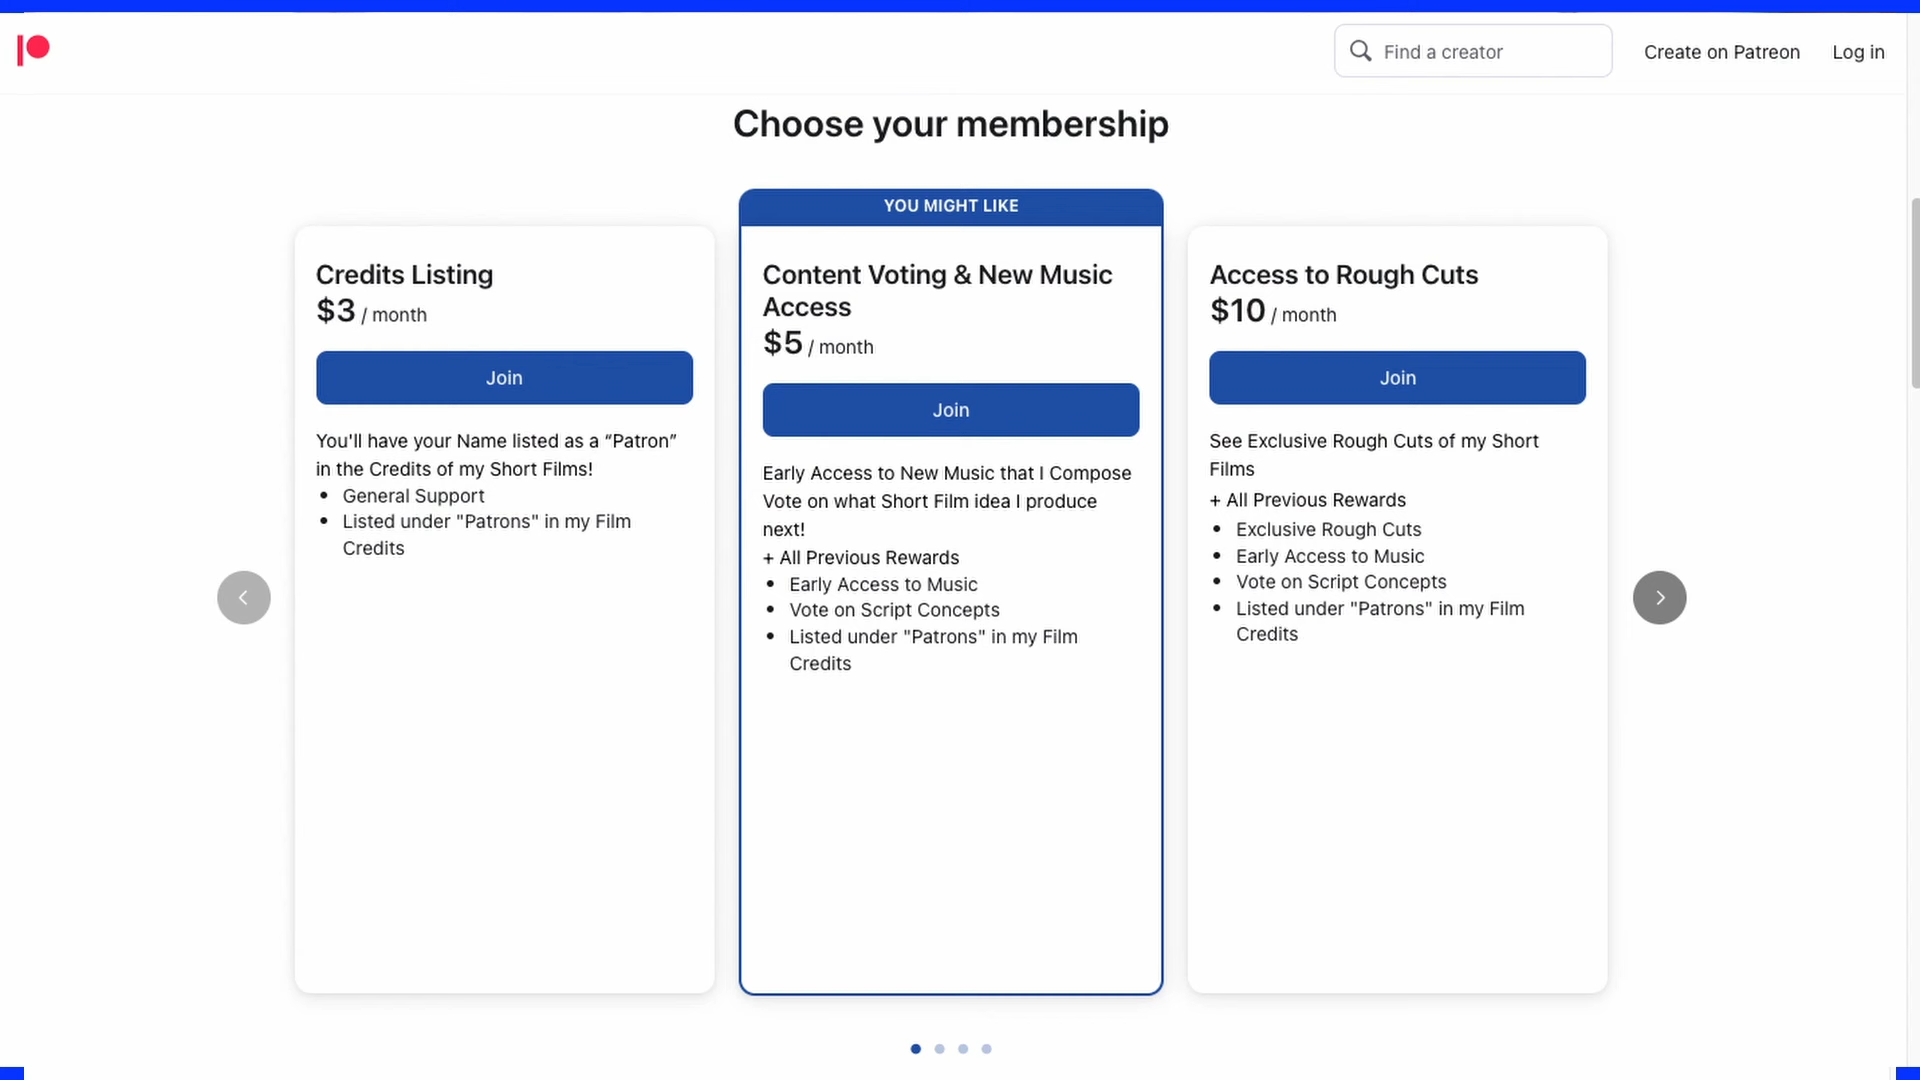 Find a creator
Create on Patreon
Log in
Choose your membership
Credits Listing
$3 / month
Join
You'll have your Name listed as a “Patron”
in the Credits of my Short Films!
• General Support
• Listed under "Patrons" in my Film
Credits
YOU MIGHT LIKE
Content Voting & New Music
Access
$5 / month
Join
Early Access to New Music that I Compose
Vote on what Short Film idea I produce
next!
+ All Previous Rewards
• Early Access to Music
• Vote on Script Concepts
• Listed under "Patrons" in my Film
Credits
Access to Rough Cuts
$10 / month
Join
See Exclusive Rough Cuts of my Short
Films
+ All Previous Rewards
• Exclusive Rough Cuts
• Early Access to Music
• Vote on Script Concepts
• Listed under "Patrons" in my Film
Credits